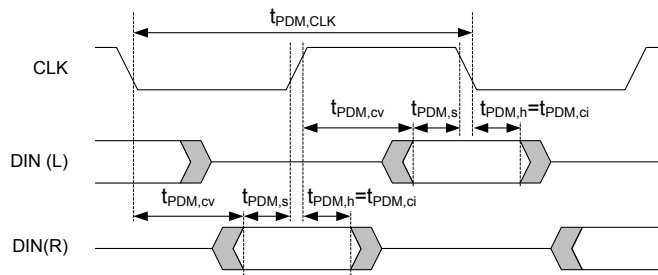 tPDM,CLK
CLK
tPDM,cv tPDM,s tPDM,h=tPDM,ci
DIN (L)
tPDM,cv tPDM,s tPDM,h=tPDM,ci
DIN(R)